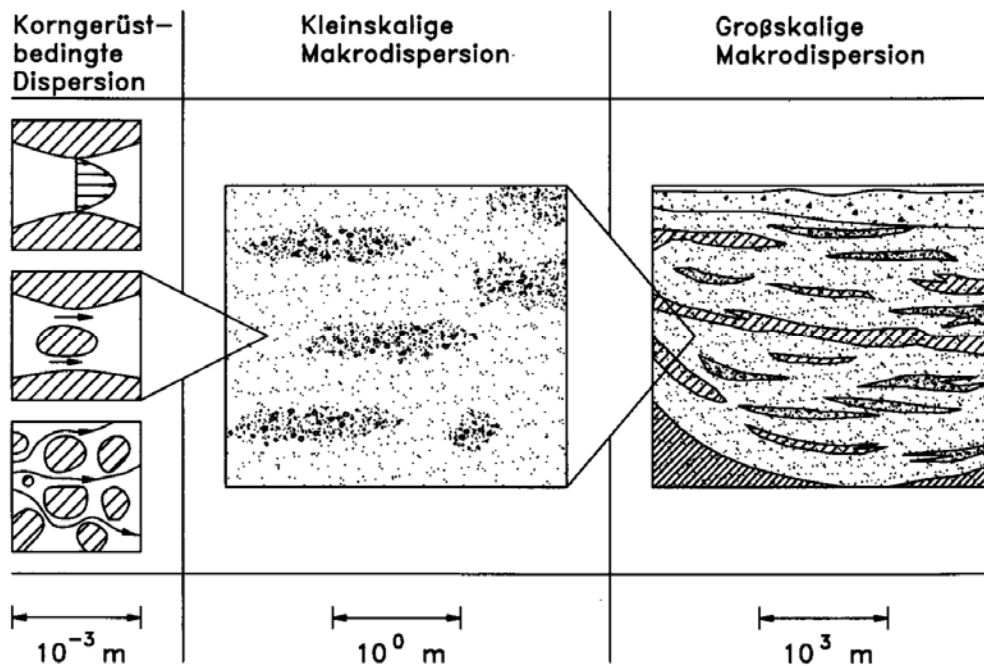 Korngerüst-
bedingte
Dispersion
Kleinskalige
Makrodispersion
Großskalige
Makrodispersion
10⁻³ m
10⁰ m
10³ m